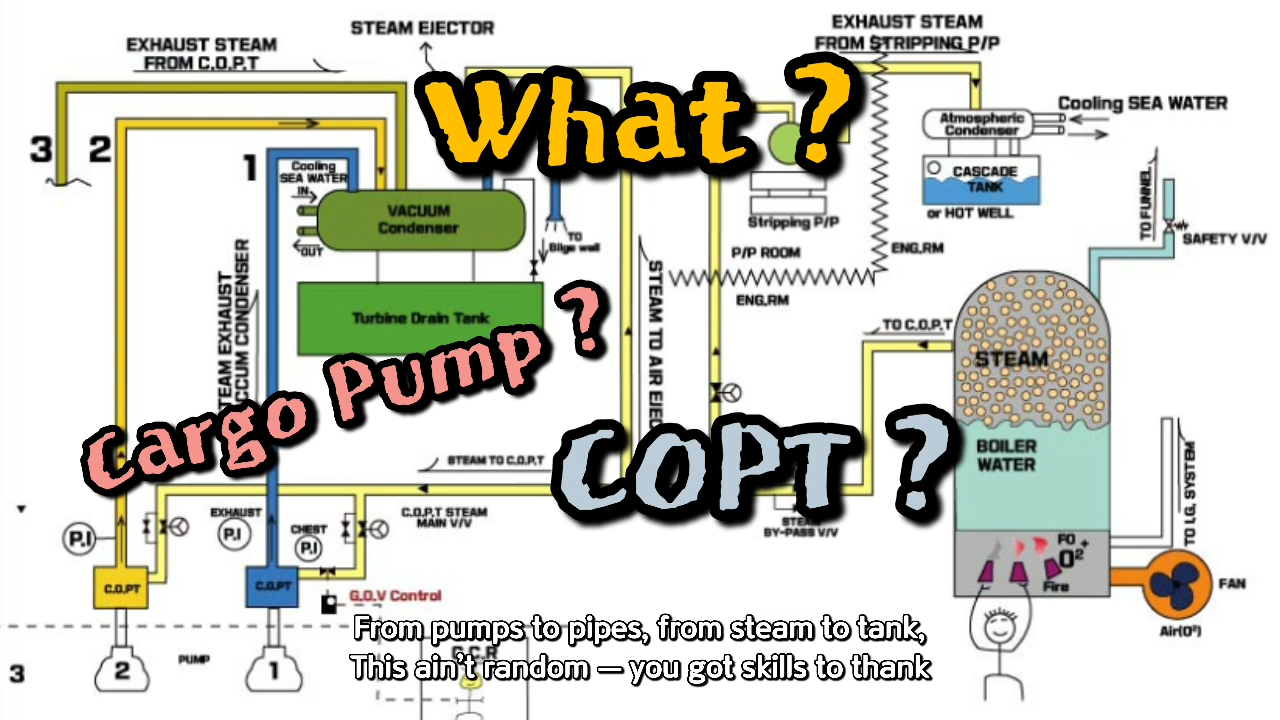 STEAM EJECTOR
EXHAUST STEAM
FROM C.O.P.T
EXHAUST STEAM
FROM STRIPPING P/P
What ?
3
2
1
Cooling
SEA WATER
IN
OUT
VACUUM
Condenser
TO
Bilge well
Stripping P/P
Atmospheric
Condenser
Cooling SEA WATER
CASCADE
TANK
or HOT WELL
TO FUNNEL
SAFETY V/V
P/P ROOM
ENG.RM
ENG.RM
Turbine Drain Tank
STEAM EXHAUST
CCUM CONDENSER
STEAM TO AIR EJEC
TO C.O.P.T
STEAM
Cargo Pump ?
COPT ?
BOILER
WATER
STEAM TO C.O.P.T
C.O.P.T STEAM
MAIN V/V
STEAM
BY-PASS V/V
TO I.G. SYSTEM
P.I
EXHAUST
P.I
CHEST
P.I
FO +
O²
Fire
FAN
Air(O²)
C.O.PT
C.O.PT
G.O.V Control
From pumps to pipes, from steam to tank,
This ain't random — you got skills to thank
G.C.R
3
2
PUMP
1